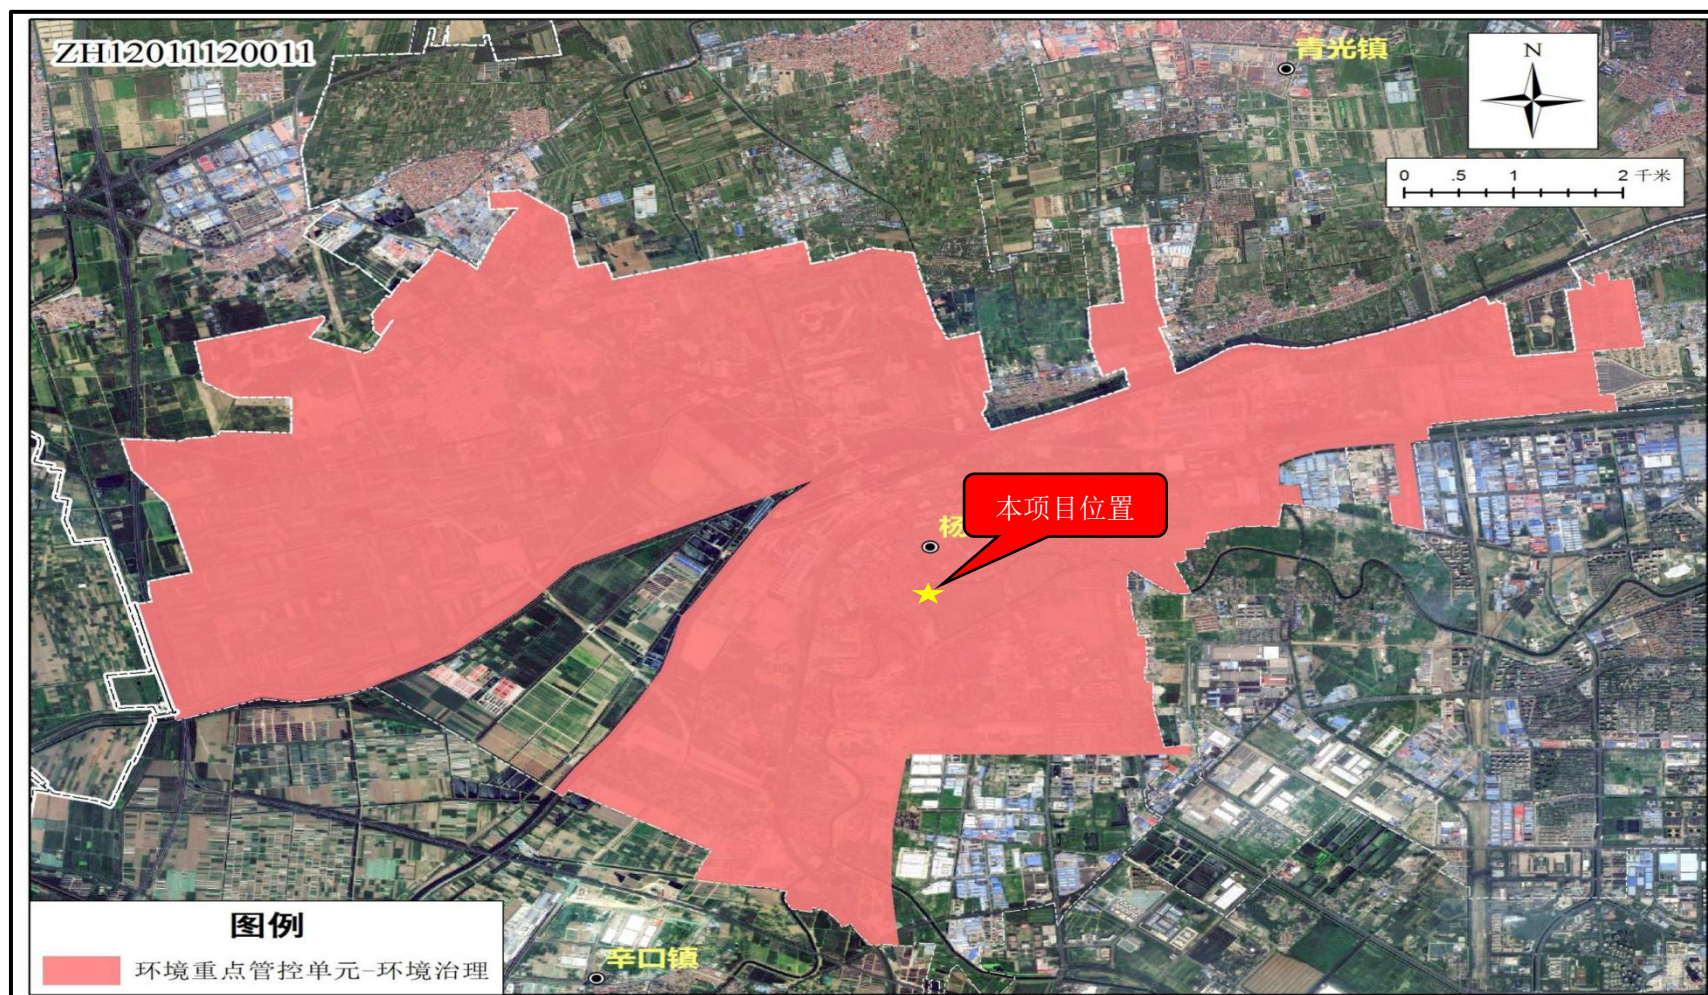 ZH12011120011
青光镇
N
0 .5 1 2 千米
本项目位置
杨
图例
环境重点管控单元-环境治理
辛口镇